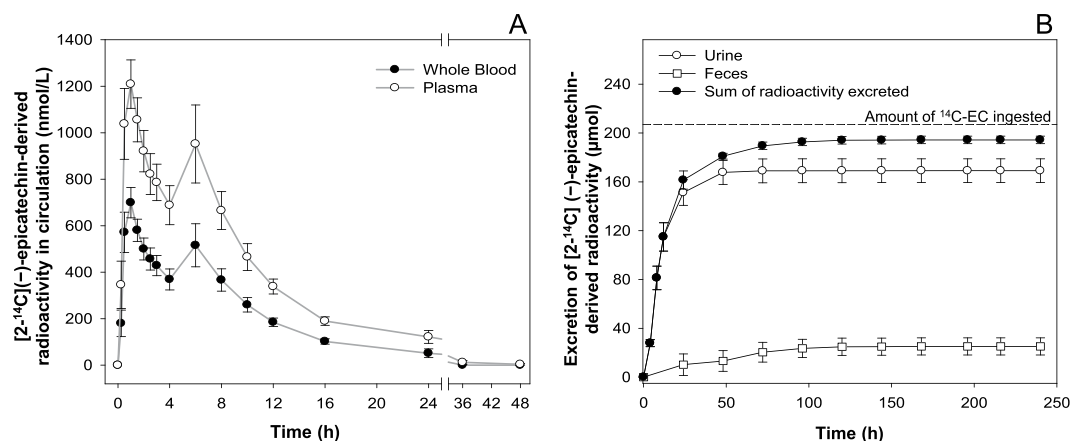 A
[2-¹⁴C](−)-epicatechin-derived
radioactivity in circulation (nmol/L)
1400
1200
1000
800
600
400
200
0
Whole Blood
Plasma
0 4 8 12 16 20 24 36 42 48
Time (h)
B
Excretion of [2-¹⁴C] (−)-epicatechin-
derived radioactivity (µmol)
240
200
160
120
80
40
0
Urine
Feces
Sum of radioactivity excreted
Amount of ¹⁴C-EC ingested
0 50 100 150 200 250
Time (h)